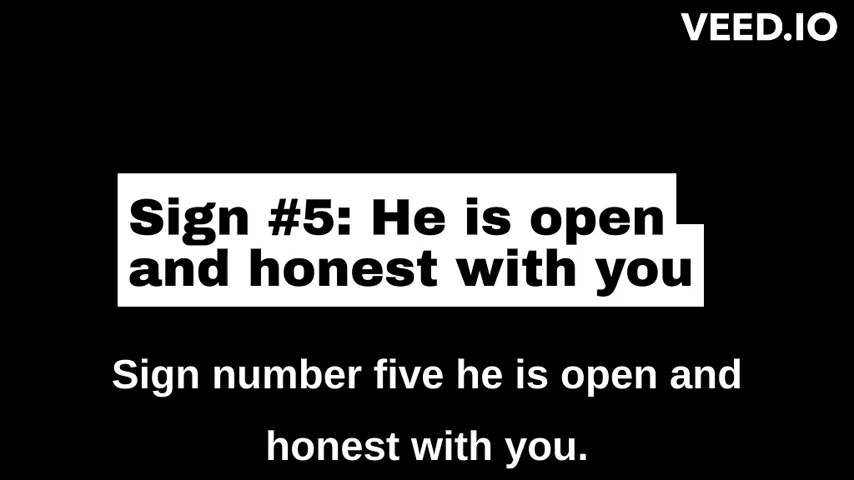 VEED.IO
Sign #5: He is open
and honest with you
Sign number five he is open and
honest with you.